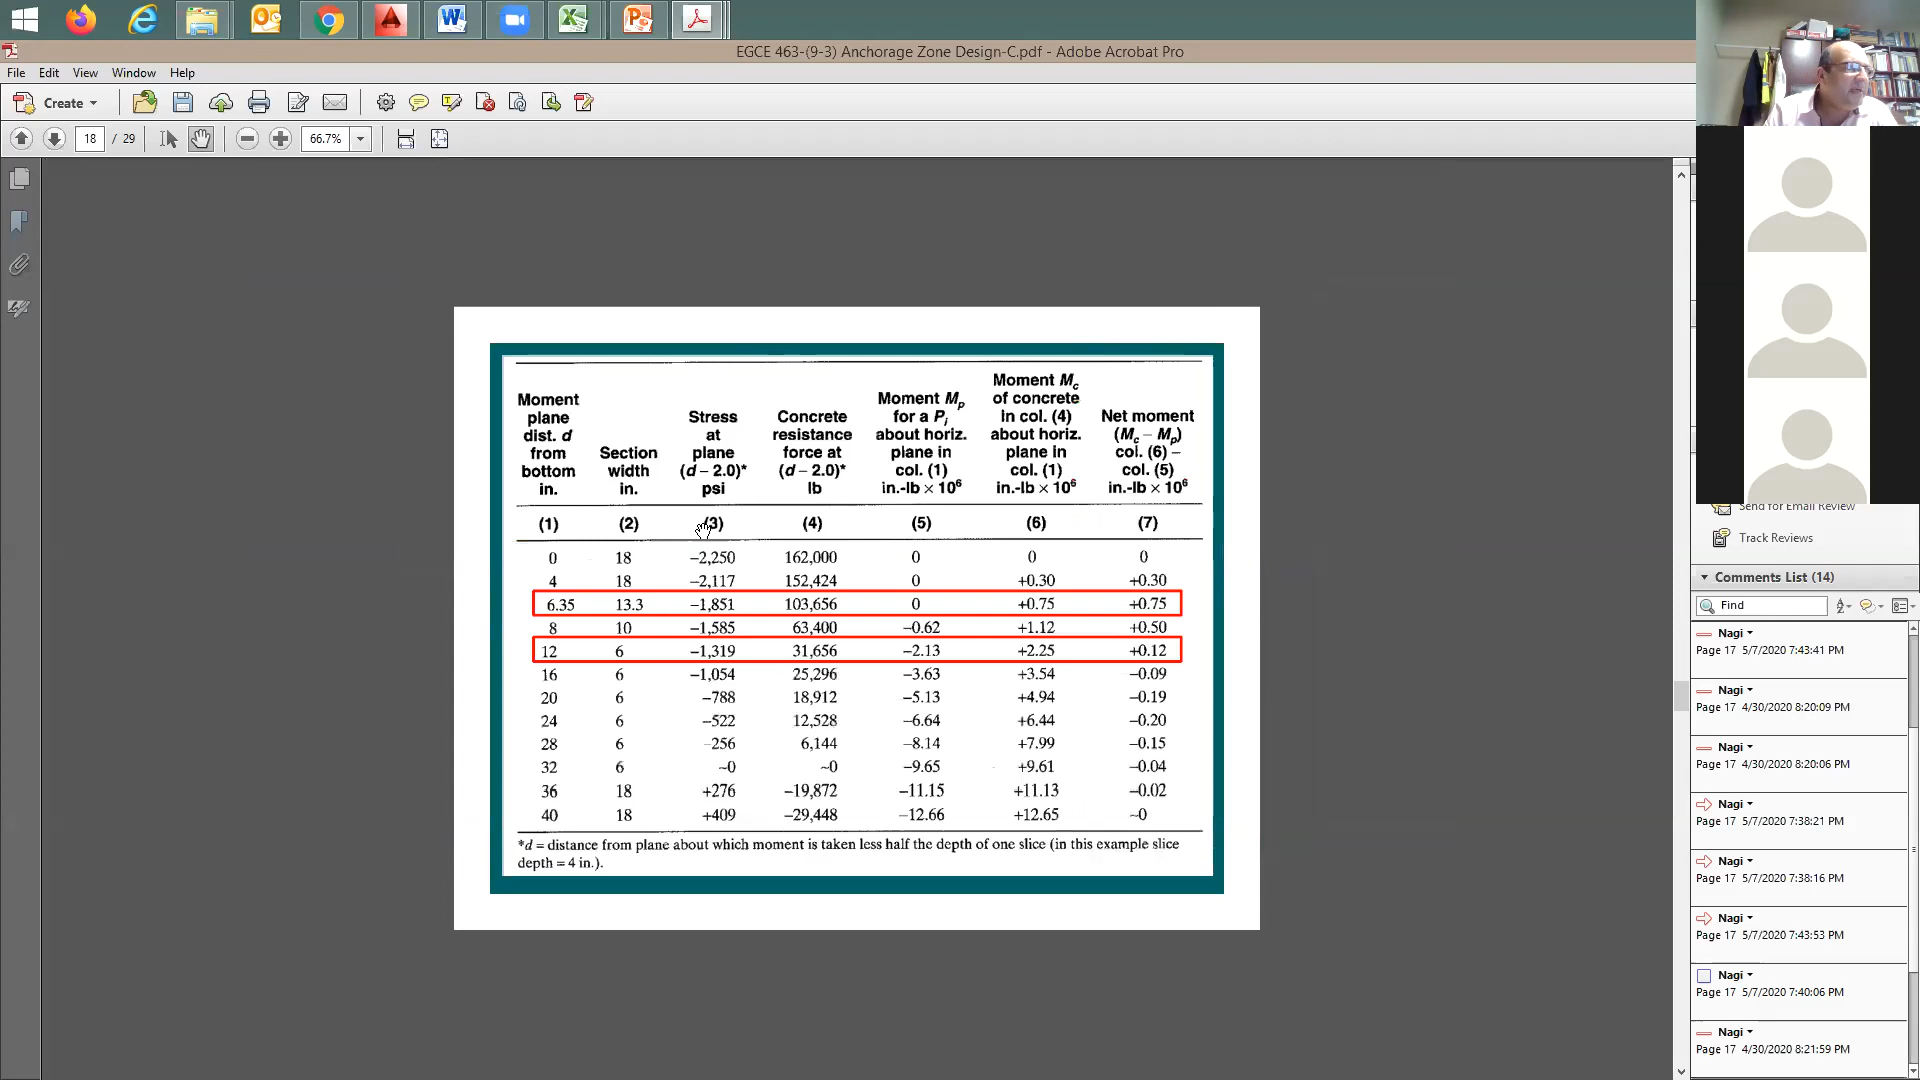 EGCE 463-(9-3) Anchorage Zone Design-C.pdf - Adobe Acrobat Pro
File Edit View Window Help
Create
18 / 29 66.7%
Moment plane dist. d from bottom in.
Section width in.
Stress at plane (d – 2.0)* psi
Concrete resistance force at (d – 2.0)* lb
Moment Mp for a Pi about horiz. plane in col. (1) in.-lb × 10⁶
Moment Mc of concrete in col. (4) about horiz. plane in col. (1) in.-lb × 10⁶
Net moment (Mc – Mp) col. (6) – col. (5) in.-lb × 10⁶
(1) (2) (3) (4) (5) (6) (7)
0 18 –2,250 162,000 0 0 0
4 18 –2,117 152,424 0 +0.30 +0.30
6.35 13.3 –1,851 103,656 0 +0.75 +0.75
8 10 –1,585 63,400 –0.62 +1.12 +0.50
12 6 –1,319 31,656 –2.13 +2.25 +0.12
16 6 –1,054 25,296 –3.63 +3.54 –0.09
20 6 –788 18,912 –5.13 +4.94 –0.19
24 6 –522 12,528 –6.64 +6.44 –0.20
28 6 –256 6,144 –8.14 +7.99 –0.15
32 6 ~0 ~0 –9.65 +9.61 –0.04
36 18 +276 –19,872 –11.15 +11.13 –0.02
40 18 +409 –29,448 –12.66 +12.65 ~0
*d = distance from plane about which moment is taken less half the depth of one slice (in this example slice
depth = 4 in.).
Send for Email Review
Track Reviews
Comments List (14)
Find
Nagi
Page 17 5/7/2020 7:43:41 PM
Nagi
Page 17 4/30/2020 8:20:09 PM
Nagi
Page 17 4/30/2020 8:20:06 PM
Nagi
Page 17 5/7/2020 7:38:21 PM
Nagi
Page 17 5/7/2020 7:38:16 PM
Nagi
Page 17 5/7/2020 7:43:53 PM
Nagi
Page 17 5/7/2020 7:40:06 PM
Nagi
Page 17 4/30/2020 8:21:59 PM